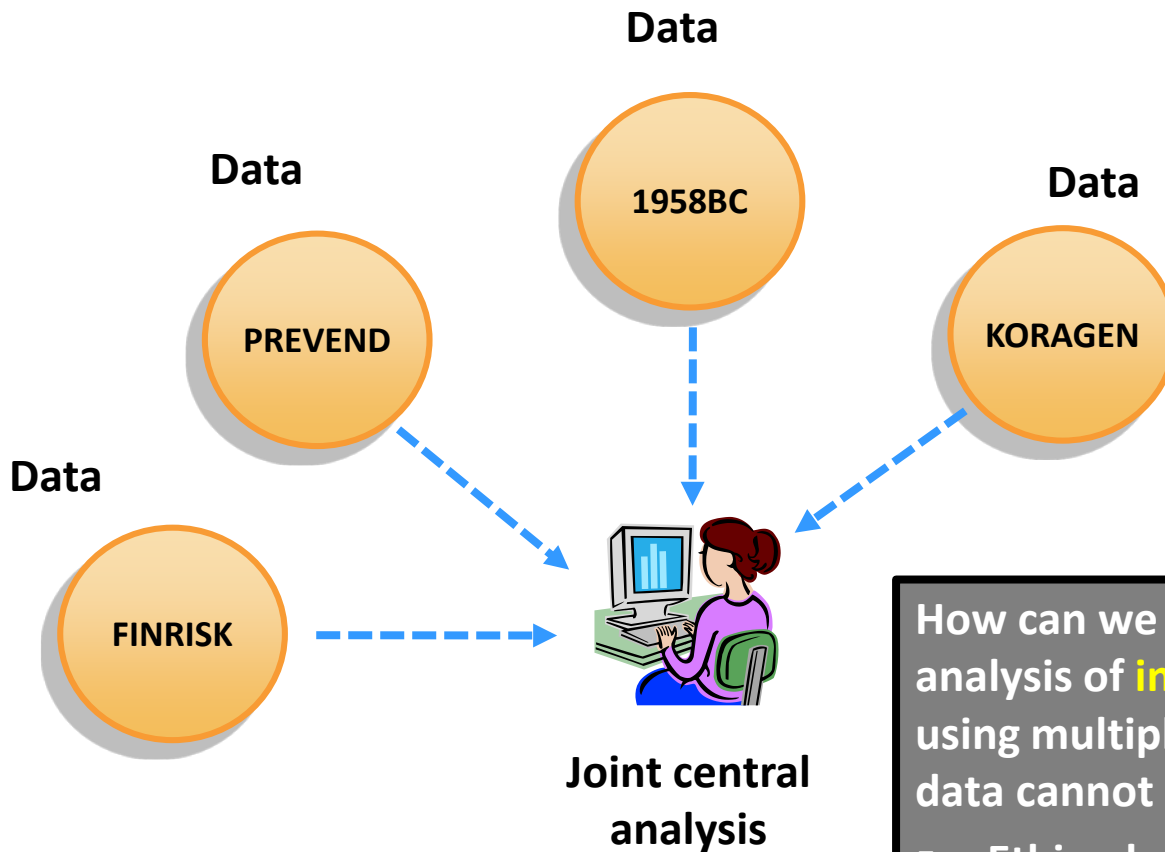 Data
Data
1958BC
Data
PREVEND
KORAGEN
Data
FINRISK
Joint central
analysis
How can we
analysis of
using
data cannot